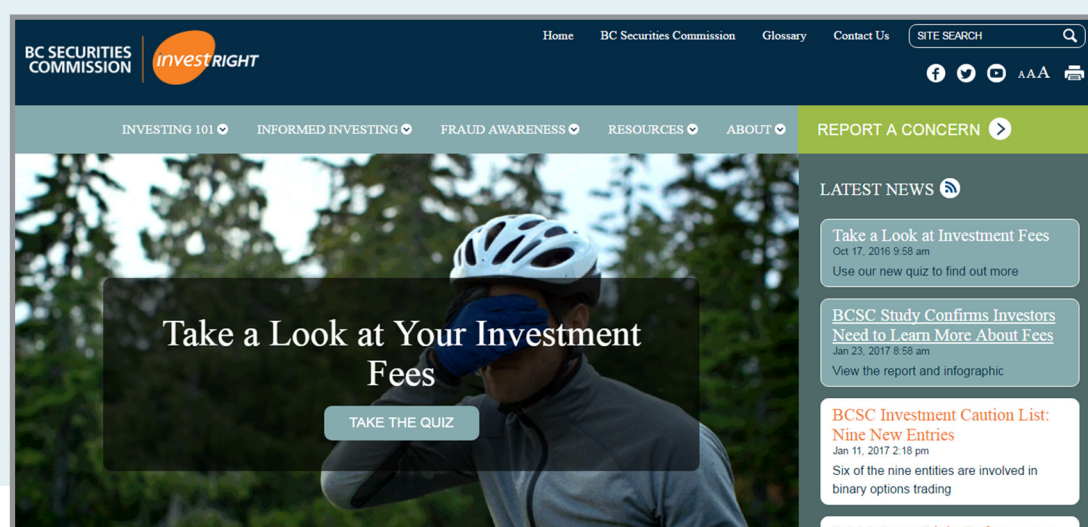 BC SECURITIES
COMMISSION
investRIGHT
Home BC Securities Commission Glossary Contact Us SITE SEARCH
AAA
INVESTING 101 INFORMED INVESTING FRAUD AWARENESS RESOURCES ABOUT REPORT A CONCERN
Take a Look at Your Investment
Fees
TAKE THE QUIZ
LATEST NEWS
Take a Look at Investment Fees
Oct 17, 2016 9:58 am
Use our new quiz to find out more
BCSC Study Confirms Investors
Need to Learn More About Fees
Jan 23, 2017 8:58 am
View the report and infographic
BCSC Investment Caution List:
Nine New Entries
Jan 11, 2017 2:18 pm
Six of the nine entities are involved in
binary options trading